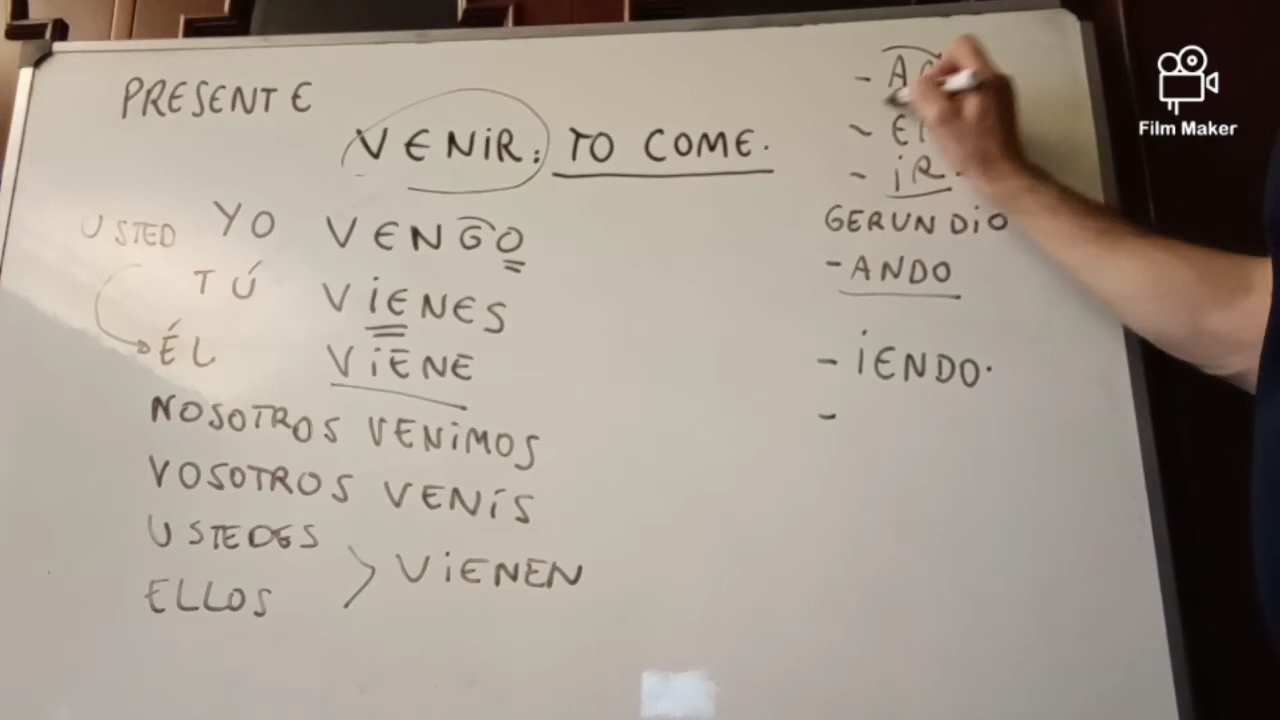 PRESENTE
VENIR: TO COME.
USTED YO VENGO
TÚ VIENES
ÉL VIENE
NOSOTROS VENIMOS
VOSOTROS VENÍS
USTEDES
ELLOS > VIENEN
- IR.
GERUNDIO
- ANDO
- IENDO.
-
Film Maker